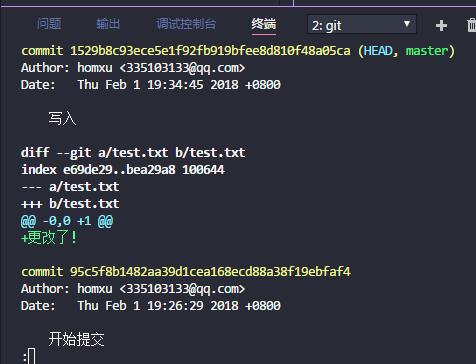 问题 输出 调试控制台 终端 2: git
commit 1529b8c93ece5e1f92fb919bfee8d810f48a05ca (HEAD, master)
Author: homxu <335103133@qq.com>
Date: Thu Feb 1 19:34:45 2018 +0800
写入
diff --git a/test.txt b/test.txt
index e69de29..bea29a8 100644
--- a/test.txt
+++ b/test.txt
@@ -0,0 +1 @@
+更改了!
commit 95c5f8b1482aa39d1cea168ecd88a38f19ebfaf4
Author: homxu <335103133@qq.com>
Date: Thu Feb 1 19:26:29 2018 +0800
开始提交
: